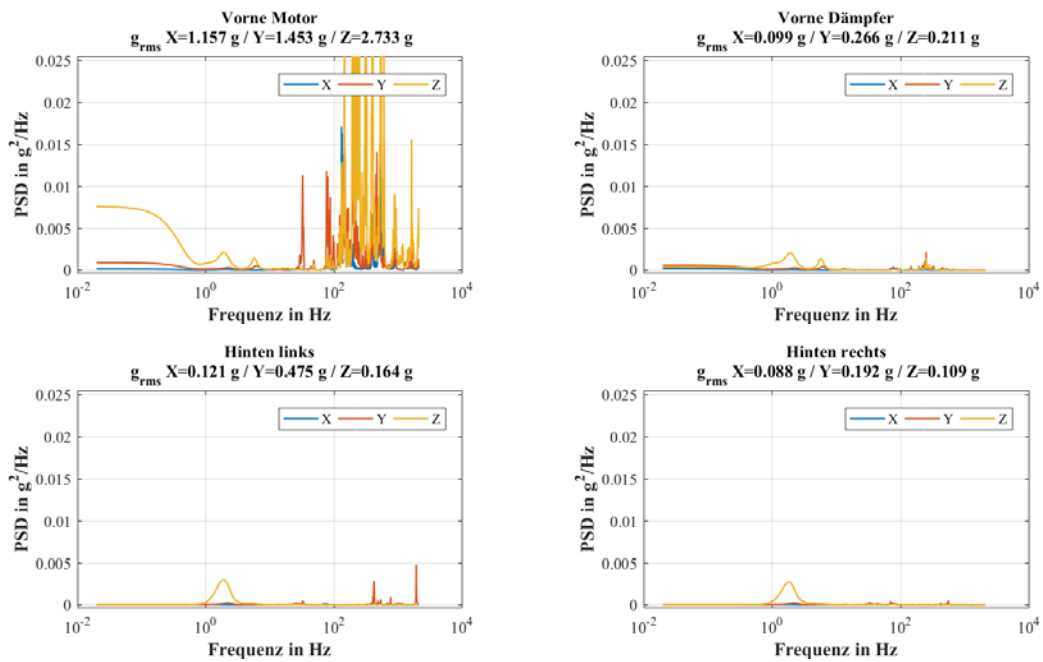 Vorne Motor
g_rms X=1.157 g / Y=1.453 g / Z=2.733 g
0.025
0.02
0.015
0.01
0.005
0
PSD in g²/Hz
X Y Z
10⁻² 10⁰ 10² 10⁴
Frequenz in Hz
Vorne Dämpfer
g_rms X=0.099 g / Y=0.266 g / Z=0.211 g
0.025
0.02
0.015
0.01
0.005
0
PSD in g²/Hz
X Y Z
10⁻² 10⁰ 10² 10⁴
Frequenz in Hz
Hinten links
g_rms X=0.121 g / Y=0.475 g / Z=0.164 g
0.025
0.02
0.015
0.01
0.005
0
PSD in g²/Hz
X Y Z
10⁻² 10⁰ 10² 10⁴
Frequenz in Hz
Hinten rechts
g_rms X=0.088 g / Y=0.192 g / Z=0.109 g
0.025
0.02
0.015
0.01
0.005
0
PSD in g²/Hz
X Y Z
10⁻² 10⁰ 10² 10⁴
Frequenz in Hz